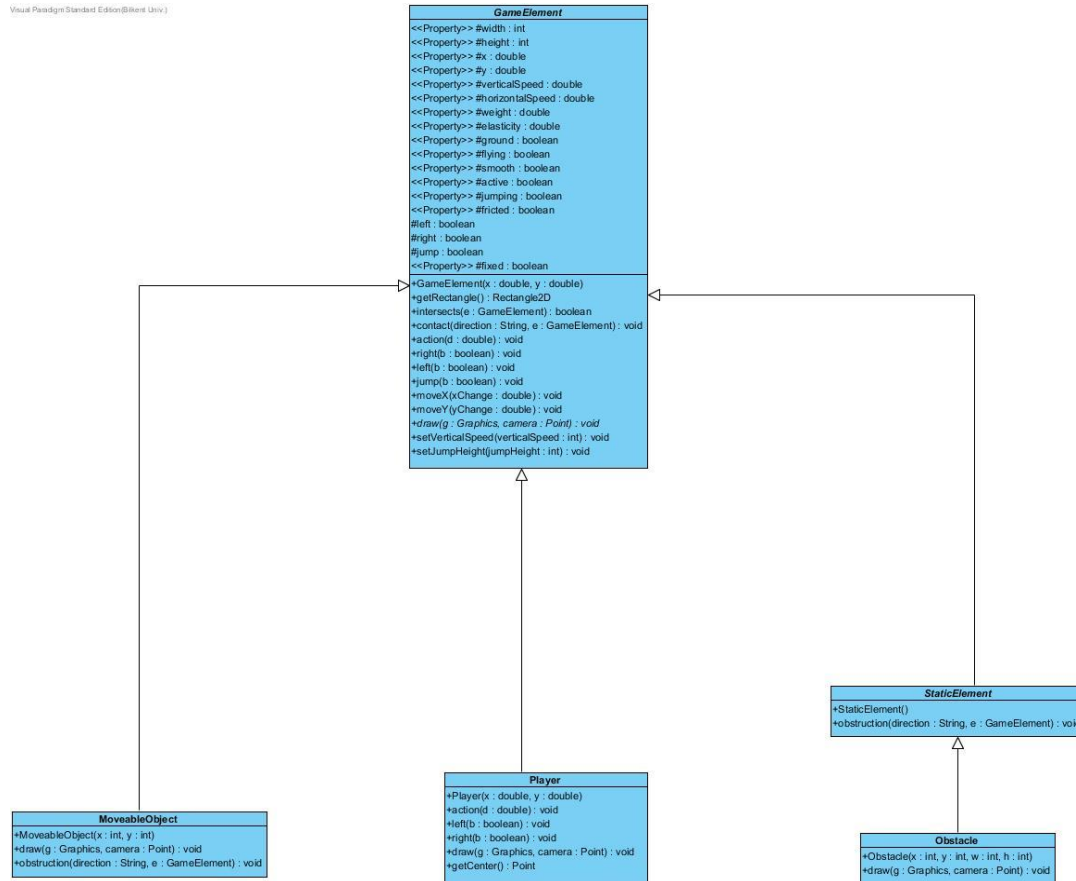 Visual Paradigm Standard Edition(Bilkent Univ.)
GameElement
<<Property>> #width : int
<<Property>> #height : int
<<Property>> #x : double
<<Property>> #y : double
<<Property>> #verticalSpeed : double
<<Property>> #horizontalSpeed : double
<<Property>> #weight : double
<<Property>> #elasticity : double
<<Property>> #ground : boolean
<<Property>> #flying : boolean
<<Property>> #smooth : boolean
<<Property>> #active : boolean
<<Property>> #jumping : boolean
<<Property>> #fricted : boolean
#left : boolean
#right : boolean
#jump : boolean
<<Property>> #fixed : boolean
+GameElement(x : double, y : double)
+getRectangle() : Rectangle2D
+intersects(e : GameElement) : boolean
+contact(direction : String, e : GameElement) : void
+action(d : double) : void
+right(b : boolean) : void
+left(b : boolean) : void
+jump(b : boolean) : void
+moveX(xChange : double) : void
+moveY(yChange : double) : void
+draw(g : Graphics, camera : Point) : void
+setVerticalSpeed(verticalSpeed : int) : void
+setJumpHeight(jumpHeight : int) : void
StaticElement
+StaticElement()
+obstruction(direction : String, e : GameElement) : void
Player
+Player(x : double, y : double)
+action(d : double) : void
+left(b : boolean) : void
+right(b : boolean) : void
+draw(g : Graphics, camera : Point) : void
+getCenter() : Point
MoveableObject
+MoveableObject(x : int, y : int)
+draw(g : Graphics, camera : Point) : void
+obstruction(direction : String, e : GameElement) : void
Obstacle
+Obstacle(x : int, y : int, w : int, h : int)
+draw(g : Graphics, camera : Point) : void